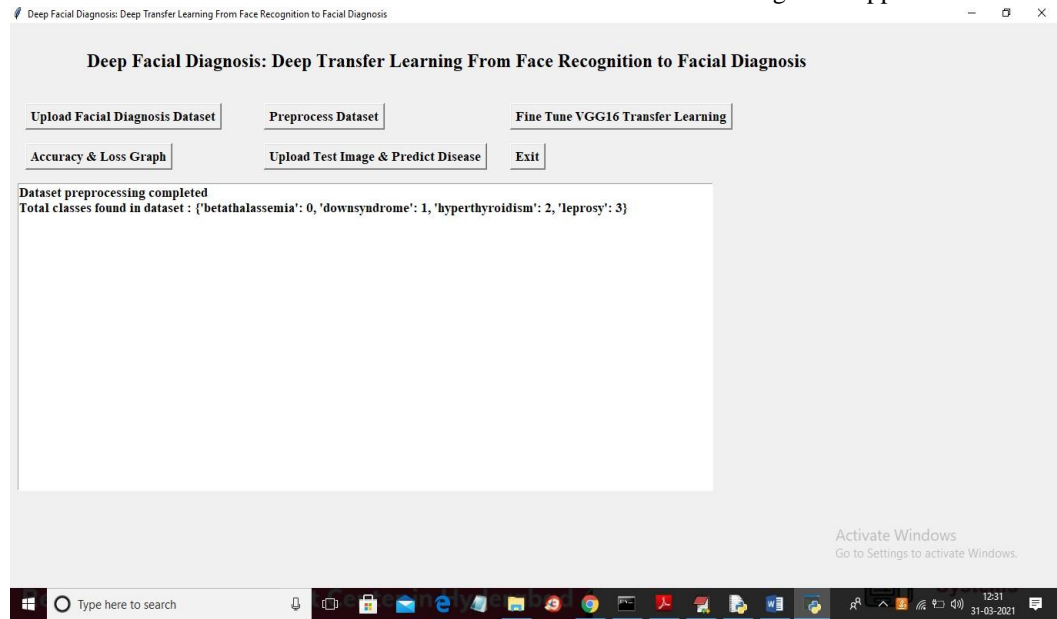 Deep Facial Diagnosis: Deep Transfer Learning From Face Recognition to Facial Diagnosis
Deep Facial Diagnosis: Deep Transfer Learning From Face Recognition to Facial Diagnosis
Upload Facial Diagnosis Dataset
Preprocess Dataset
Fine Tune VGG16 Transfer Learning
Accuracy & Loss Graph
Upload Test Image & Predict Disease
Exit
Dataset preprocessing completed
Total classes found in dataset : {'betathalassemia': 0, 'downsyndrome': 1, 'hyperthyroidism': 2, 'leprosy': 3}
Activate Windows
Go to Settings to activate Windows.
Type here to search
12:31
31-03-2021